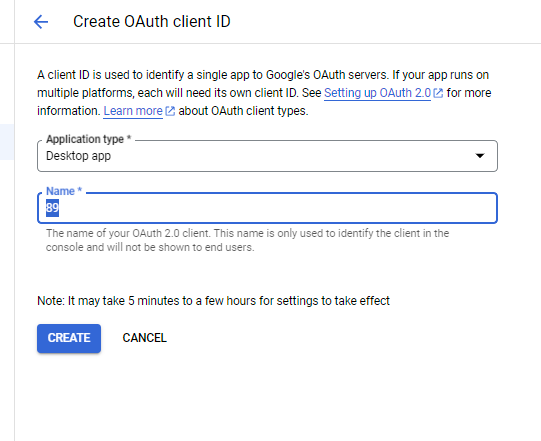 Create OAuth client ID
A client ID is used to identify a single app to Google's OAuth servers. If your app runs on
multiple platforms, each will need its own client ID. See Setting up OAuth 2.0 for more
information. Learn more about OAuth client types.
Application type *
Desktop app
Name *
89
The name of your OAuth 2.0 client. This name is only used to identify the client in the
console and will not be shown to end users.
Note: It may take 5 minutes to a few hours for settings to take effect
CREATE CANCEL